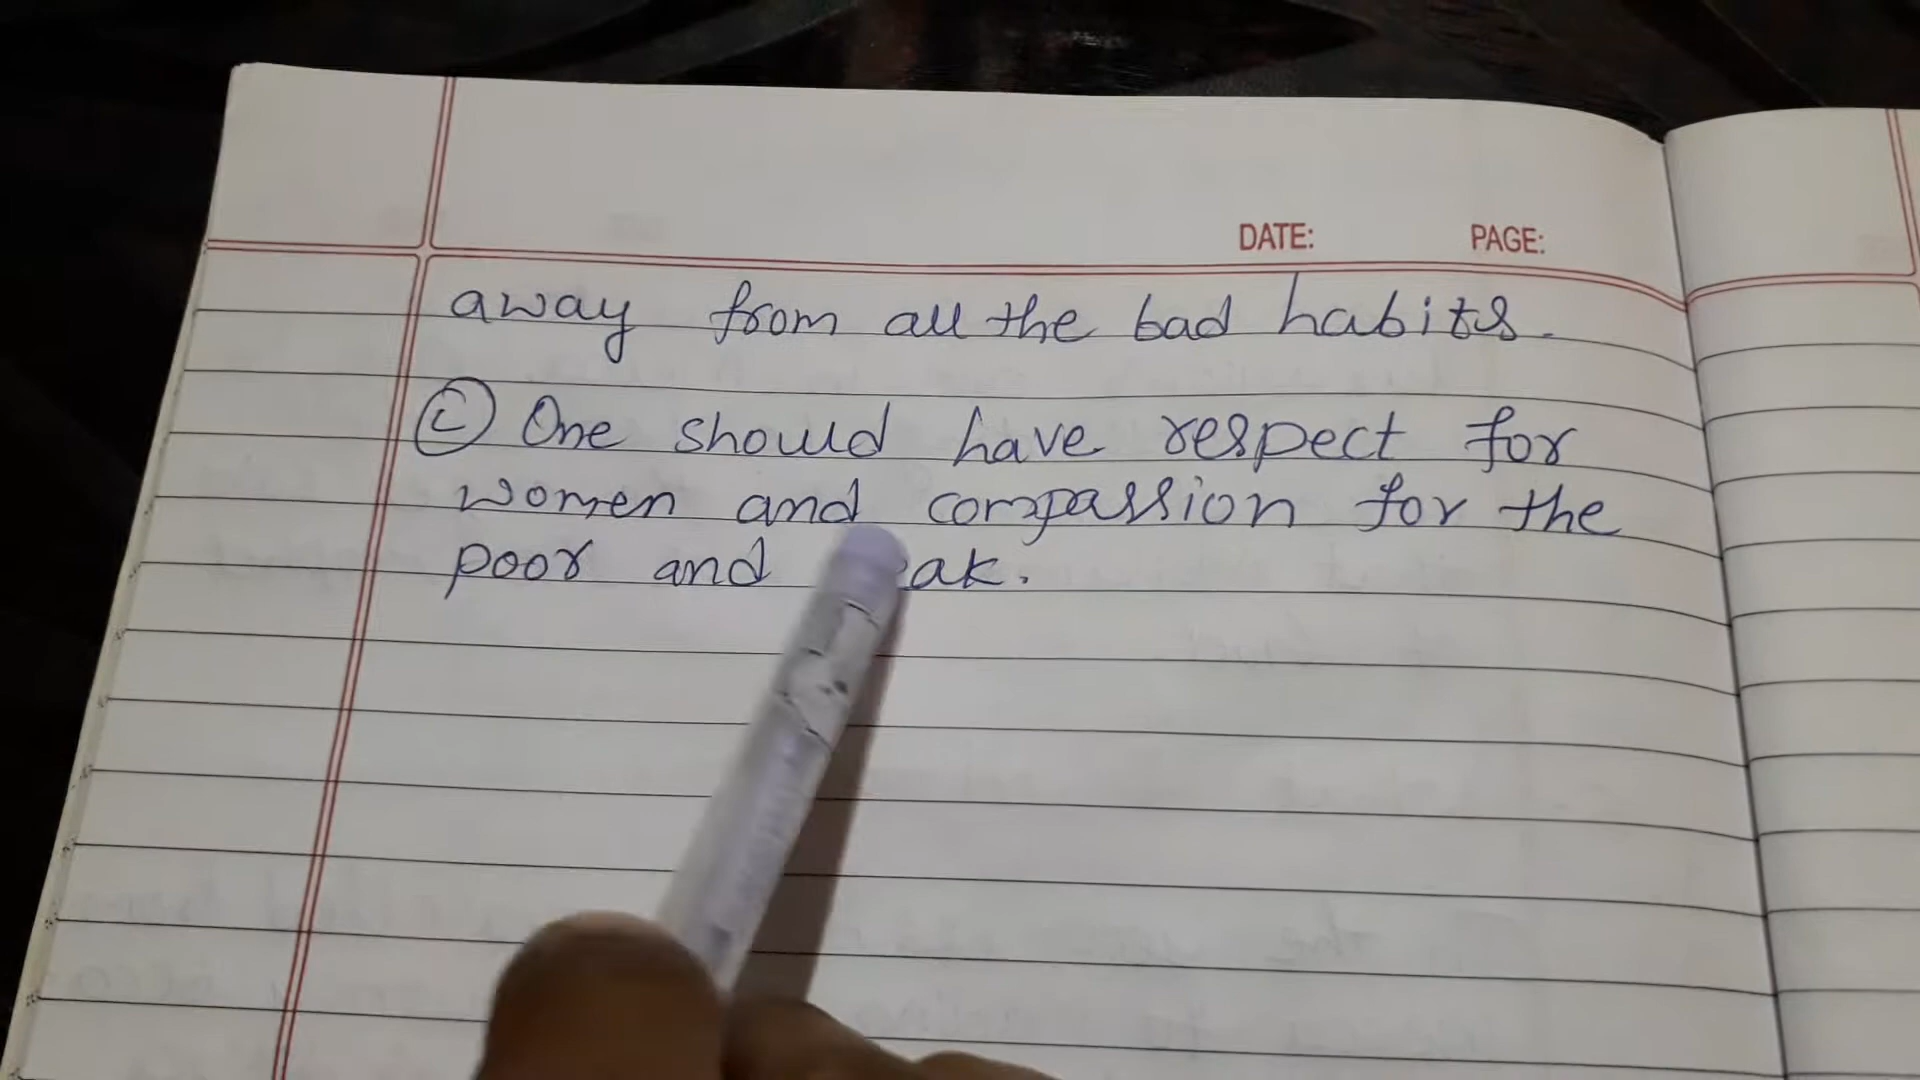 DATE: PAGE:
away from all the bad habits.
c One should have respect for
women and compassion for the
poor and